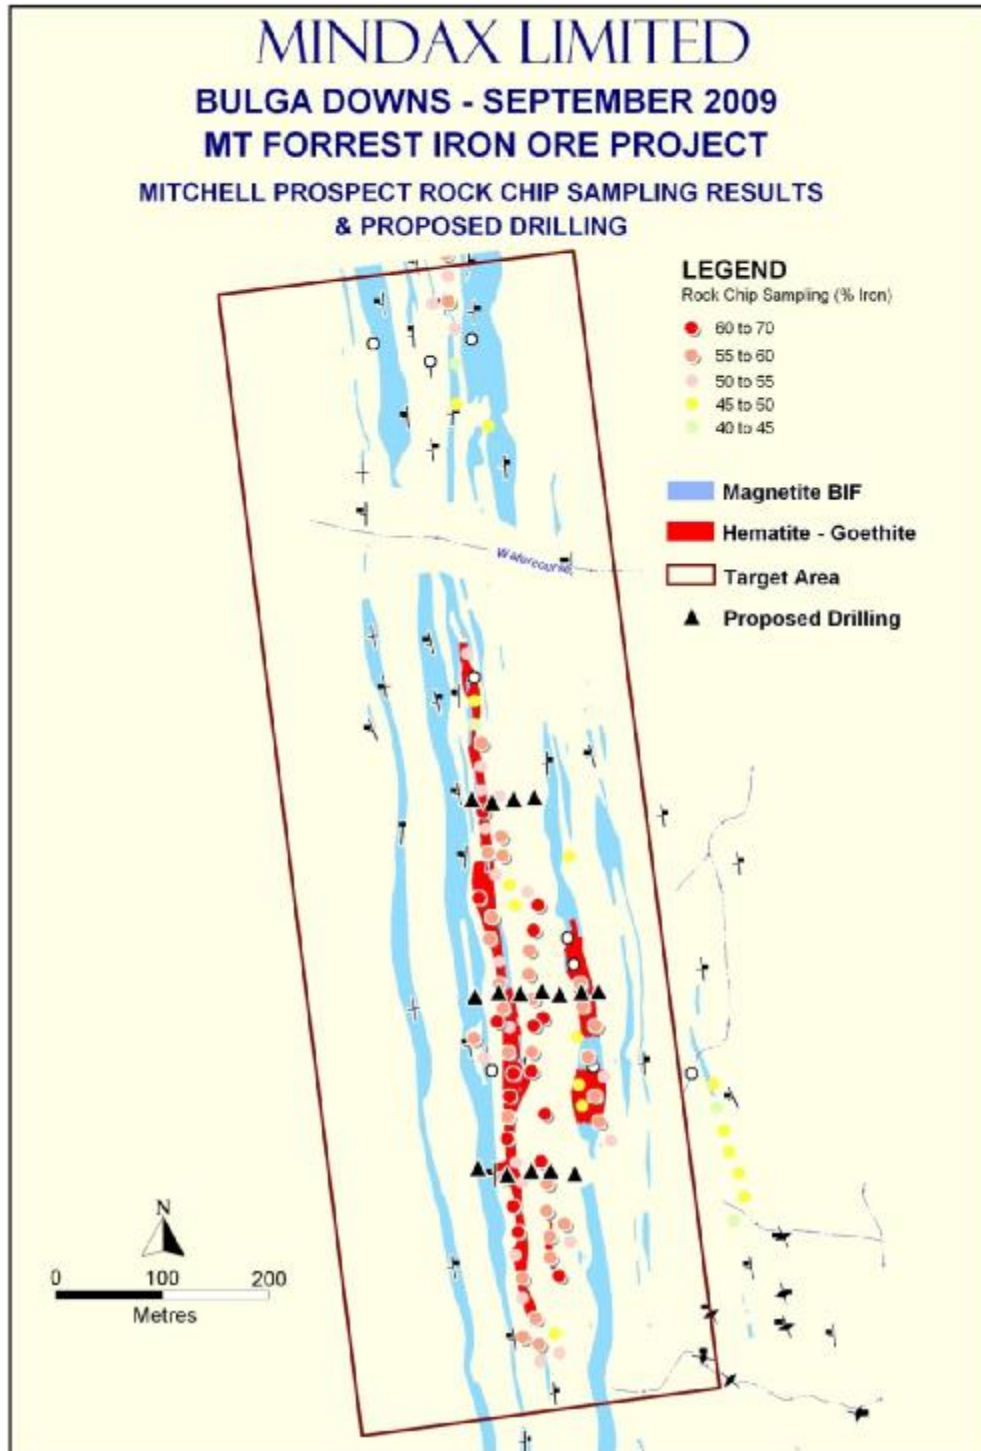 MINDAX LIMITED
BULGA DOWNS - SEPTEMBER 2009
MT FORREST IRON ORE PROJECT
MITCHELL PROSPECT ROCK CHIP SAMPLING RESULTS
& PROPOSED DRILLING
LEGEND
Rock Chip Sampling (% Iron)
60 to 70
55 to 60
50 to 55
45 to 50
40 to 45
Magnetite BIF
Hematite - Goethite
Target Area
Proposed Drilling
Watercourse
N
0 100 200
Metres